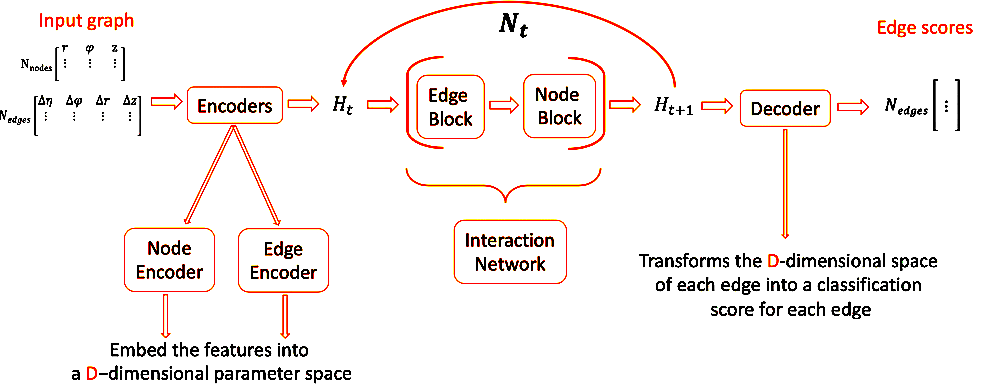 Input graph
N_t
Edge scores
r φ z
N_nodes [ ⋮ ⋮ ⋮ ]
Δη Δφ Δr Δz
N_edges [ ⋮ ⋮ ⋮ ⋮ ]
Encoders
H_t
Edge
Block
Node
Block
H_{t+1}
Decoder
N_edges [ ⋮ ]
Node
Encoder
Edge
Encoder
Interaction
Network
Transforms the D-dimensional space
of each edge into a classification
score for each edge
Embed the features into
a D–dimensional parameter space